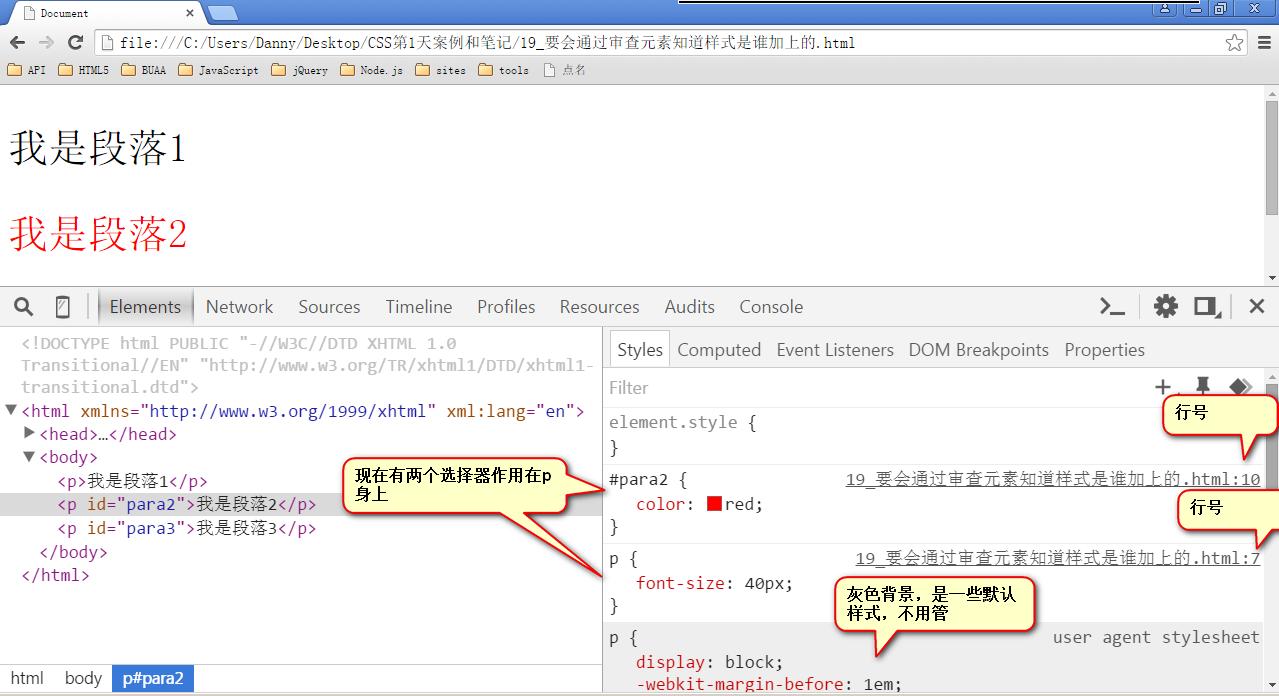 Document
file:///C:/Users/Danny/Desktop/CSS第1天案例和笔记/19_要会通过审查元素知道样式是谁加上的.html
API HTML5 BUAA JavaScript jQuery Node.js sites tools 点名
我是段落1
我是段落2
Elements Network Sources Timeline Profiles Resources Audits Console
<!DOCTYPE html PUBLIC "-//W3C//DTD XHTML 1.0
Transitional//EN" "http://www.w3.org/TR/xhtml1/DTD/xhtml1-
transitional.dtd">
<html xmlns="http://www.w3.org/1999/xhtml" xml:lang="en">
<head>…</head>
<body>
<p>我是段落1</p>
<p id="para2">我是段落2</p>
<p id="para3">我是段落3</p>
</body>
</html>
现在有两个选择器作用在p
身上
html body p#para2
Styles Computed Event Listeners DOM Breakpoints Properties
Filter
行号
element.style {
}
#para2 { 19_要会通过审查元素知道样式是谁加上的.html:10
color: red;
}
行号
p { 19_要会通过审查元素知道样式是谁加上的.html:7
font-size: 40px;
}
灰色背景，是一些默认
样式，不用管
p { user agent stylesheet
display: block;
-webkit-margin-before: 1em;